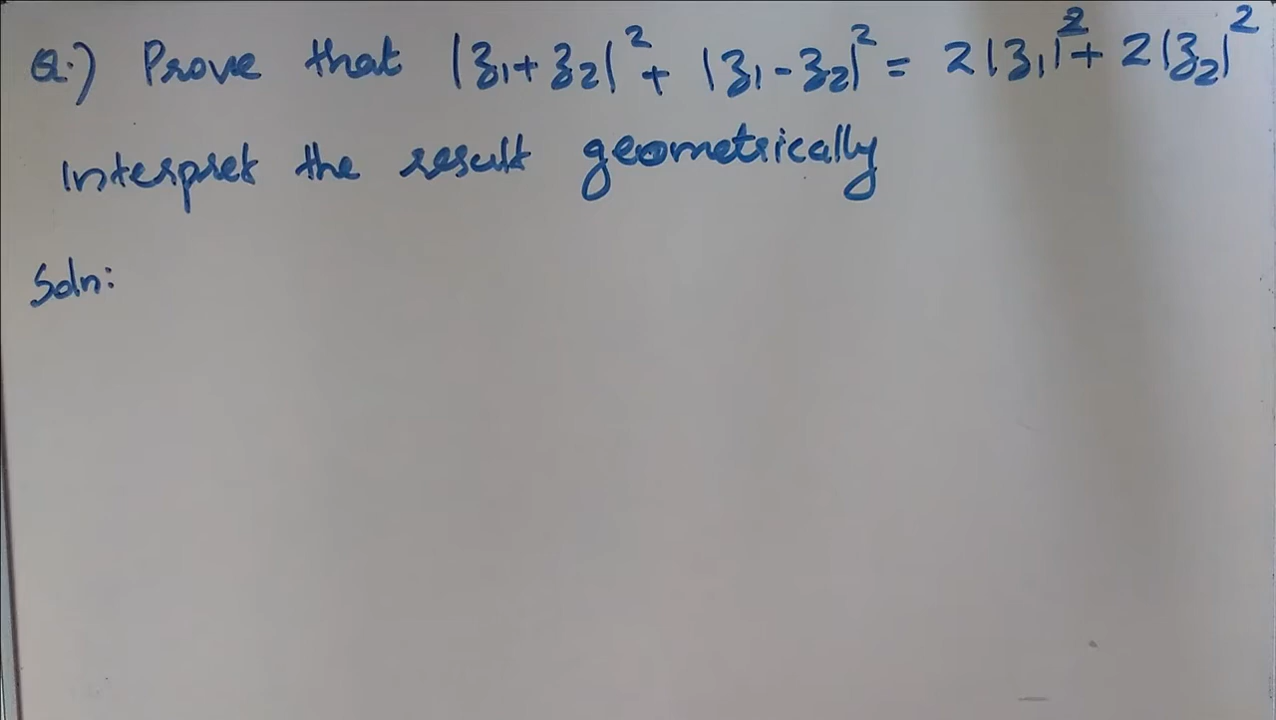 Q.) Prove that |z₁+z₂|² + |z₁-z₂|² = 2|z₁|² + 2|z₂|²
interpret the result geometrically
Soln: